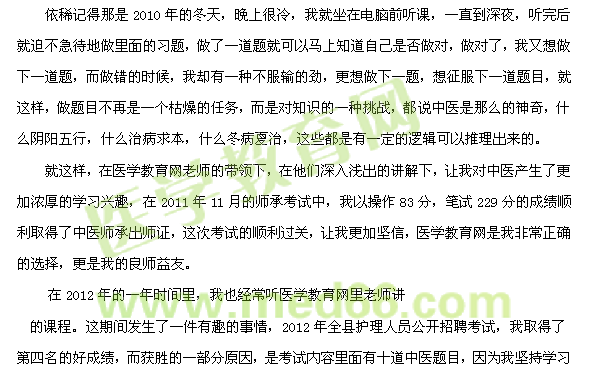 依稀记得那是 2010 年的冬天，晚上很冷，我就坐在电脑前听课，一直到深夜，听完后
就迫不急待地做里面的习题，做了一道题就可以马上知道自己是否做对，做对了，我又想做
下一道题，而做错的时候，我却有一种不服输的劲，更想做下一题，想征服下一道题目，就
这样，做题目不再是一个枯燥的任务，而是对知识的一种挑战，都说中医是那么的神奇，什
么阴阳五行，什么治病求本，什么冬病夏治，这些都是有一定的逻辑可以推理出来的。
就这样，在医学教育网老师的带领下，在他们深入浅出的讲解下，让我对中医产生了更
加浓厚的学习兴趣，在 2011 年 11 月的师承考试中，我以操作 83 分，笔试 229 分的成绩顺
利取得了中医师承出师证，这次考试的顺利过关，让我更加坚信，医学教育网是我非常正确
的选择，更是我的良师益友。
在 2012 年的一年时间里，我也经常听医学教育网里老师讲
的课程。这期间发生了一件有趣的事情，2012 年全县护理人员公开招聘考试，我取得了
第四名的好成绩，而获胜的一部分原因，是考试内容里面有十道中医题目，因为我坚持学习
医学教育网
www.med66.com